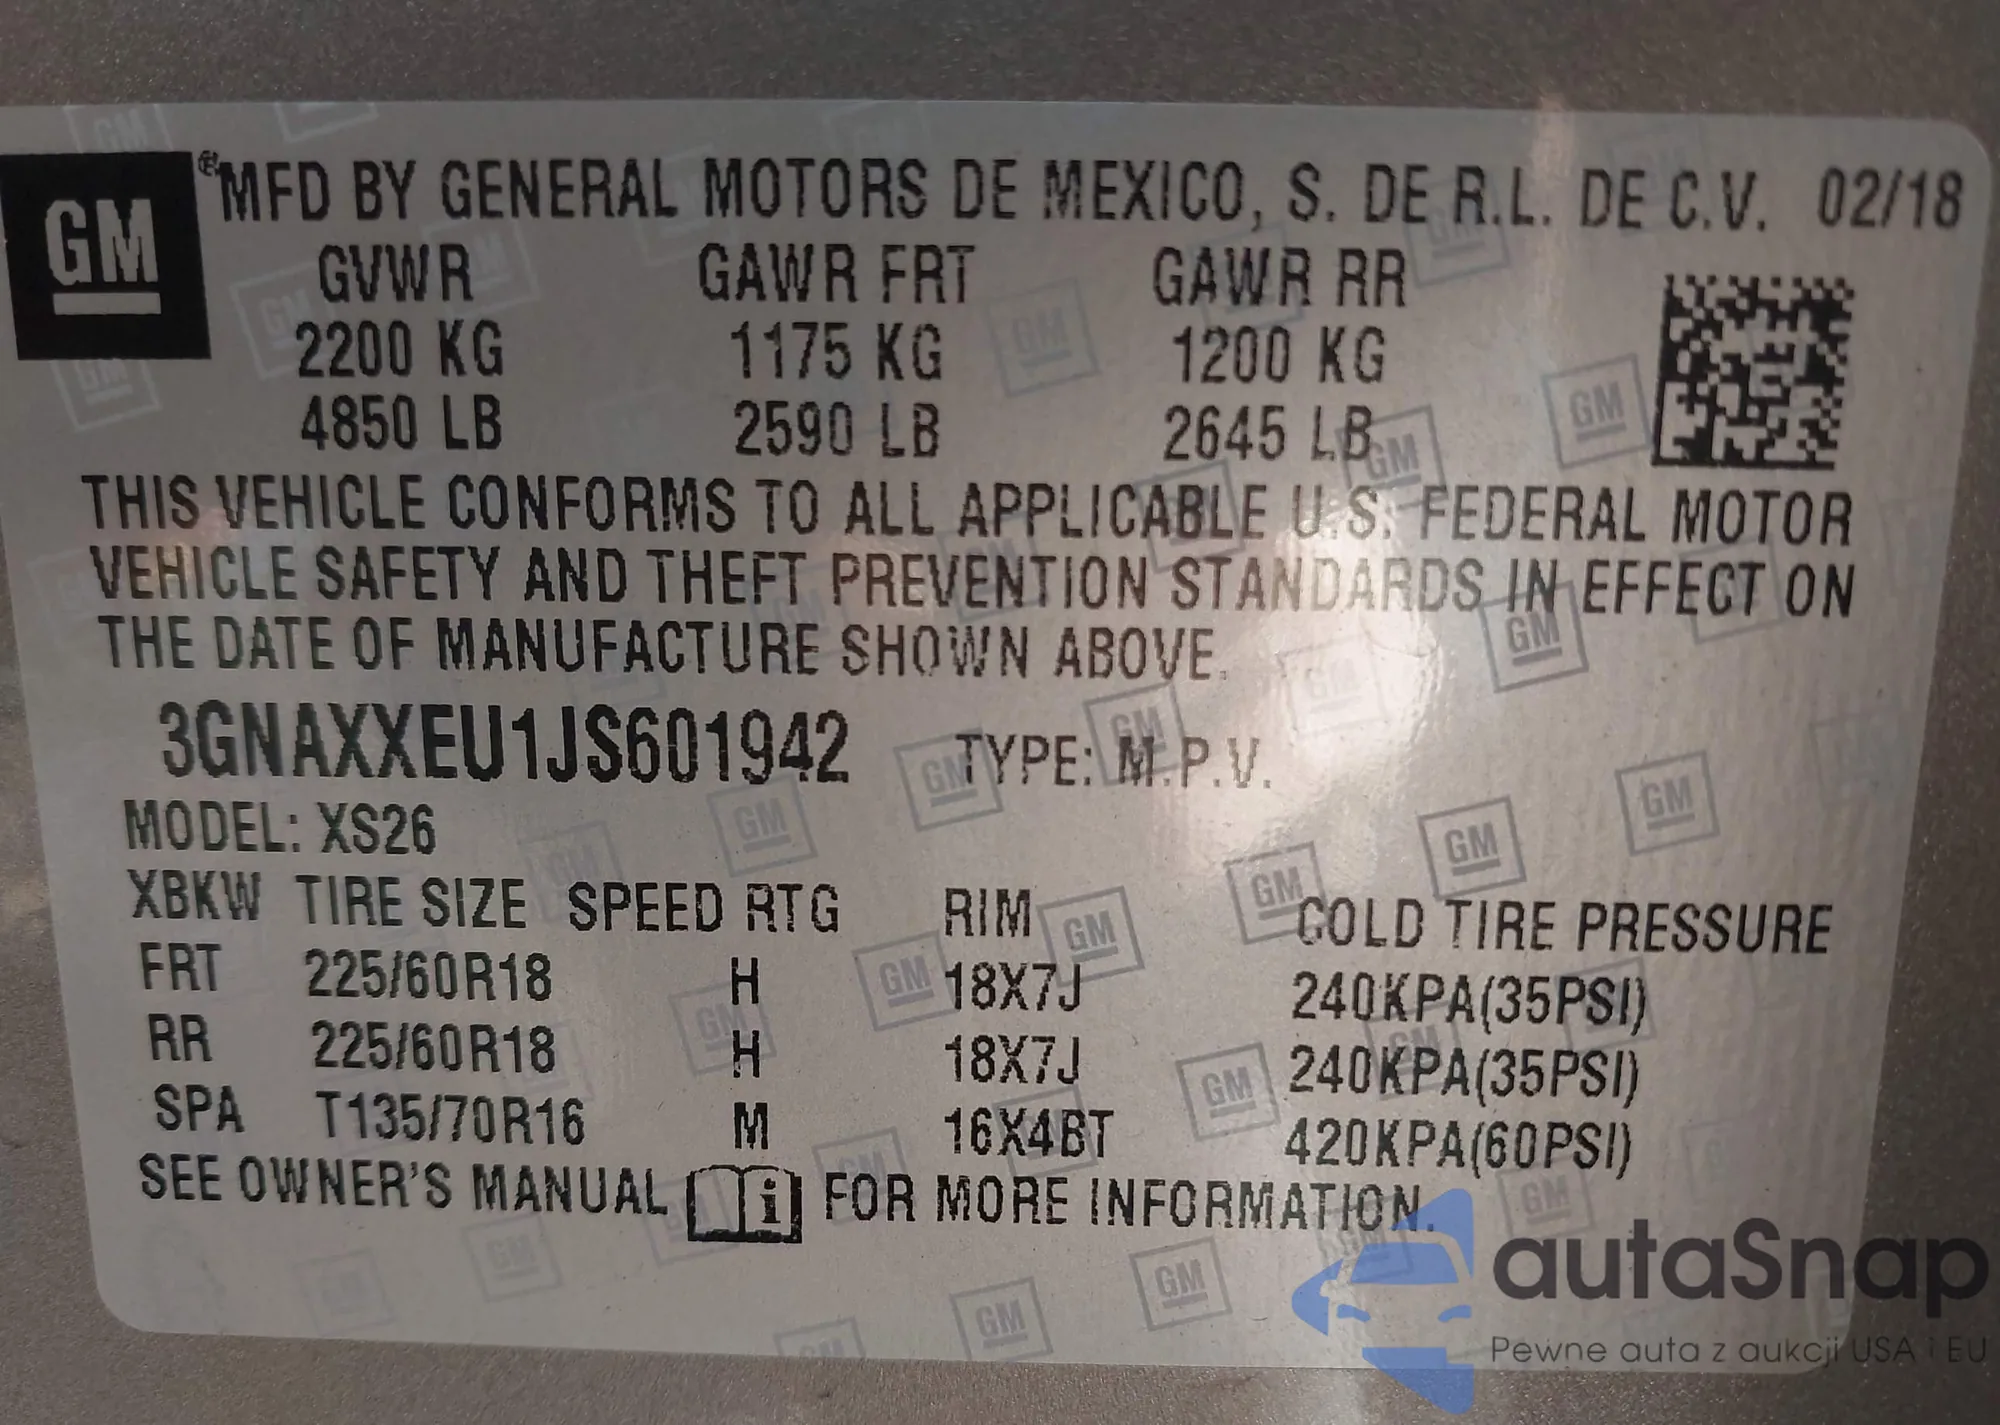 GM ® MFD BY GENERAL MOTORS DE MEXICO, S. DE R.L. DE C.V. 02/18
GVWR GAWR FRT GAWR RR
2200 KG 1175 KG 1200 KG
4850 LB 2590 LB 2645 LB
THIS VEHICLE CONFORMS TO ALL APPLICABLE U.S. FEDERAL MOTOR
VEHICLE SAFETY AND THEFT PREVENTION STANDARDS IN EFFECT ON
THE DATE OF MANUFACTURE SHOWN ABOVE.
3GNAXXEU1JS601942 TYPE: M.P.V.
MODEL: XS26
XBKW TIRE SIZE SPEED RTG RIM COLD TIRE PRESSURE
FRT 225/60R18 H 18X7J 240KPA(35PSI)
RR 225/60R18 H 18X7J 240KPA(35PSI)
SPA T135/70R16 M 16X4BT 420KPA(60PSI)
SEE OWNER'S MANUAL i FOR MORE INFORMATION.
autaSnap
Pewne auta z aukcji USA i EU